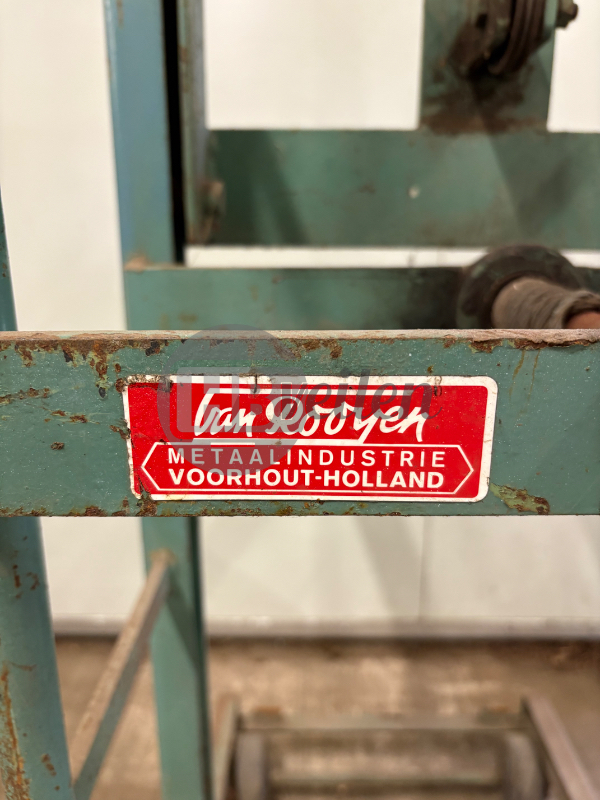 Van Rooyen
METAALINDUSTRIE
VOORHOUT-HOLLAND